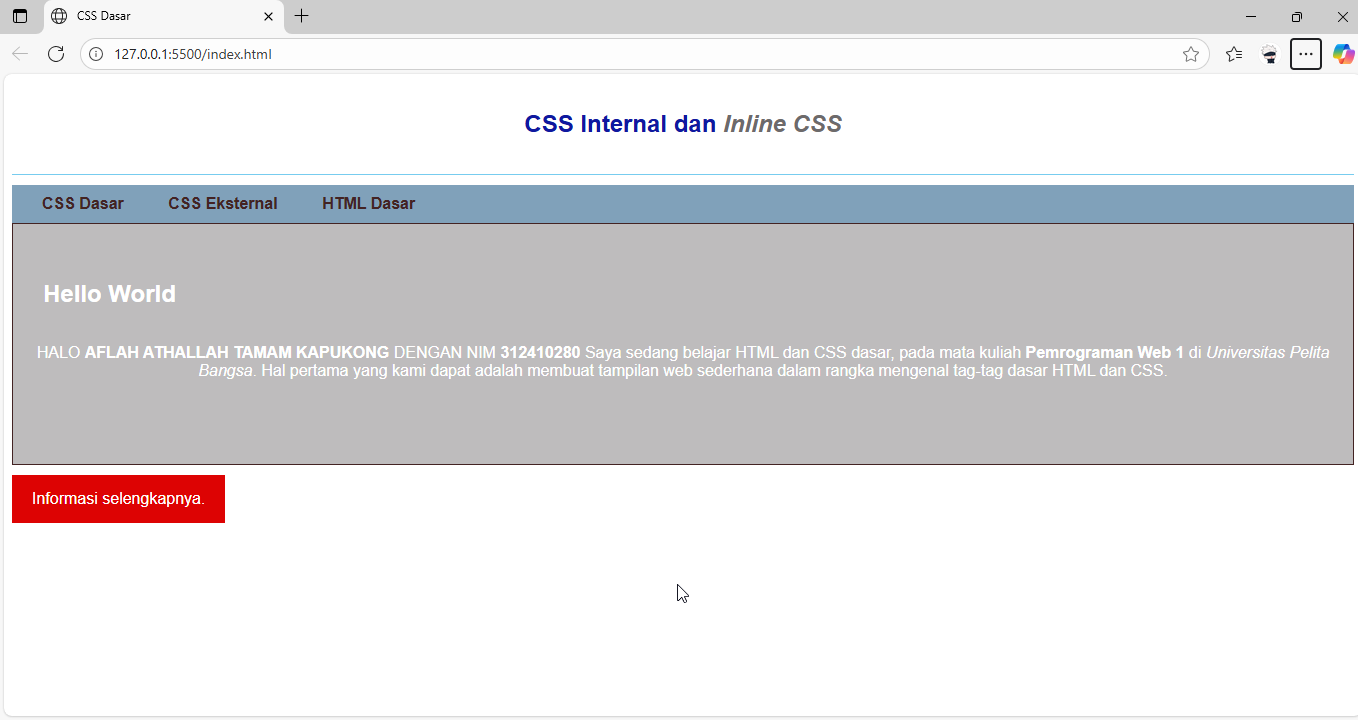 CSS Dasar
127.0.0.1:5500/index.html
CSS Internal dan Inline CSS
CSS Dasar CSS Eksternal HTML Dasar
Hello World
HALO AFLAH ATHALLAH TAMAM KAPUKONG DENGAN NIM 312410280 Saya sedang belajar HTML dan CSS dasar, pada mata kuliah Pemrograman Web 1 di Universitas Pelita
Bangsa. Hal pertama yang kami dapat adalah membuat tampilan web sederhana dalam rangka mengenal tag-tag dasar HTML dan CSS.
Informasi selengkapnya.